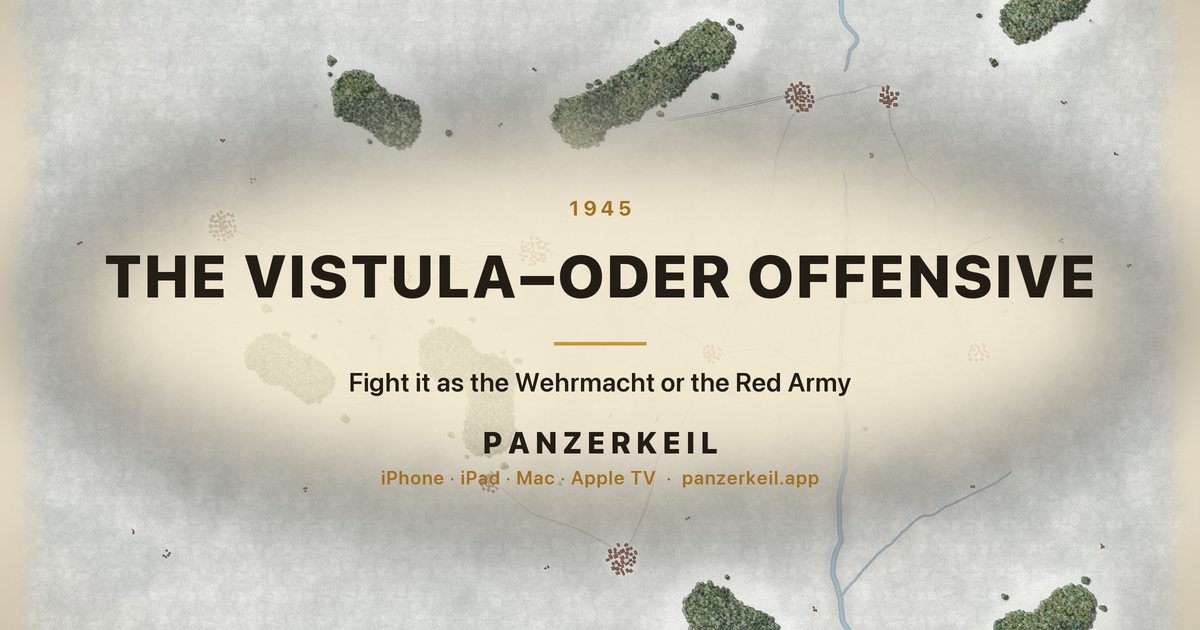 1945
THE VISTULA–ODER OFFENSIVE
Fight it as the Wehrmacht or the Red Army
PANZERKEIL
iPhone · iPad · Mac · Apple TV · panzerkeil.app